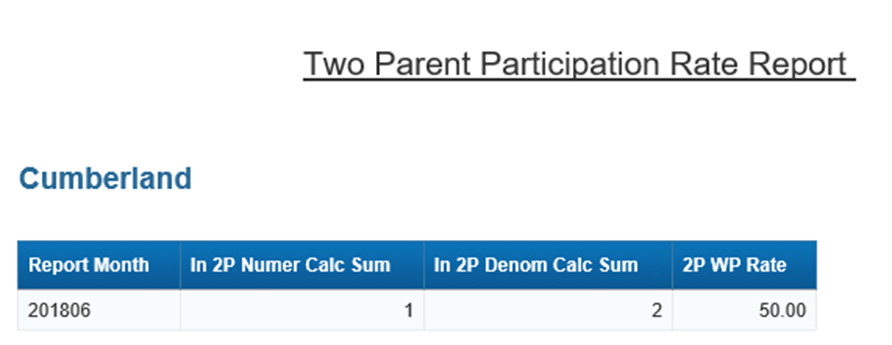 Two Parent Participation Rate Report
Cumberland
Report Month In 2P Numer Calc Sum In 2P Denom Calc Sum 2P WP Rate
201806 1 2 50.00